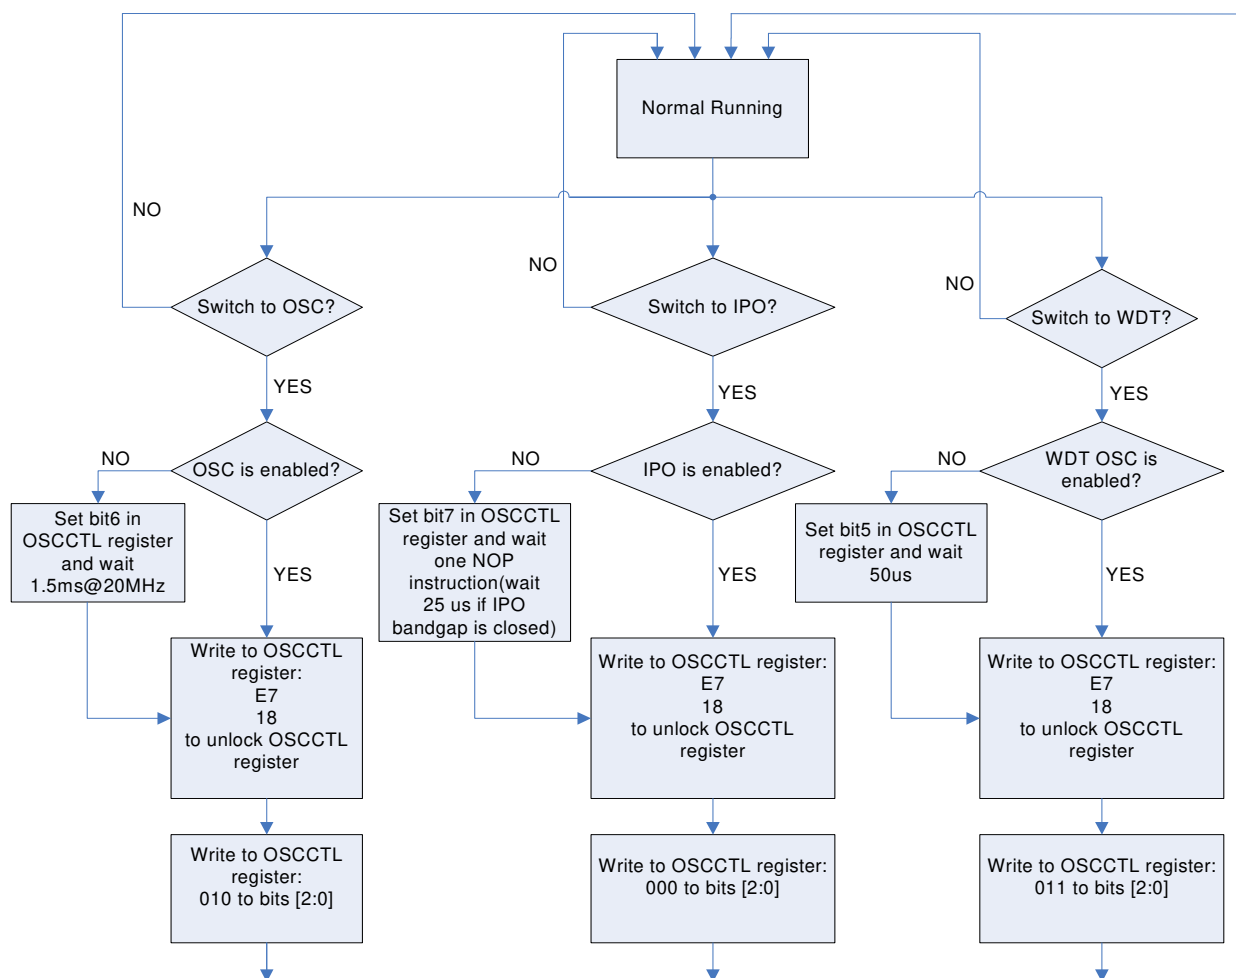 Normal Running
NO
NO
NO
Switch to OSC?
Switch to IPO?
Switch to WDT?
YES
YES
YES
NO
OSC is enabled?
NO
IPO is enabled?
NO
WDT OSC is
enabled?
Set bit6 in
OSCCTL register
and wait
1.5ms@20MHz
Set bit7 in OSCCTL
register and wait
one NOP
instruction(wait
25 us if IPO
bandgap is closed)
Set bit5 in OSCCTL
register and wait
50us
YES
YES
YES
Write to OSCCTL
register:
E7
18
to unlock OSCCTL
register
Write to OSCCTL register:
E7
18
to unlock OSCCTL
register
Write to OSCCTL register:
E7
18
to unlock OSCCTL
register
Write to OSCCTL
register:
010 to bits [2:0]
Write to OSCCTL register:
000 to bits [2:0]
Write to OSCCTL register:
011 to bits [2:0]